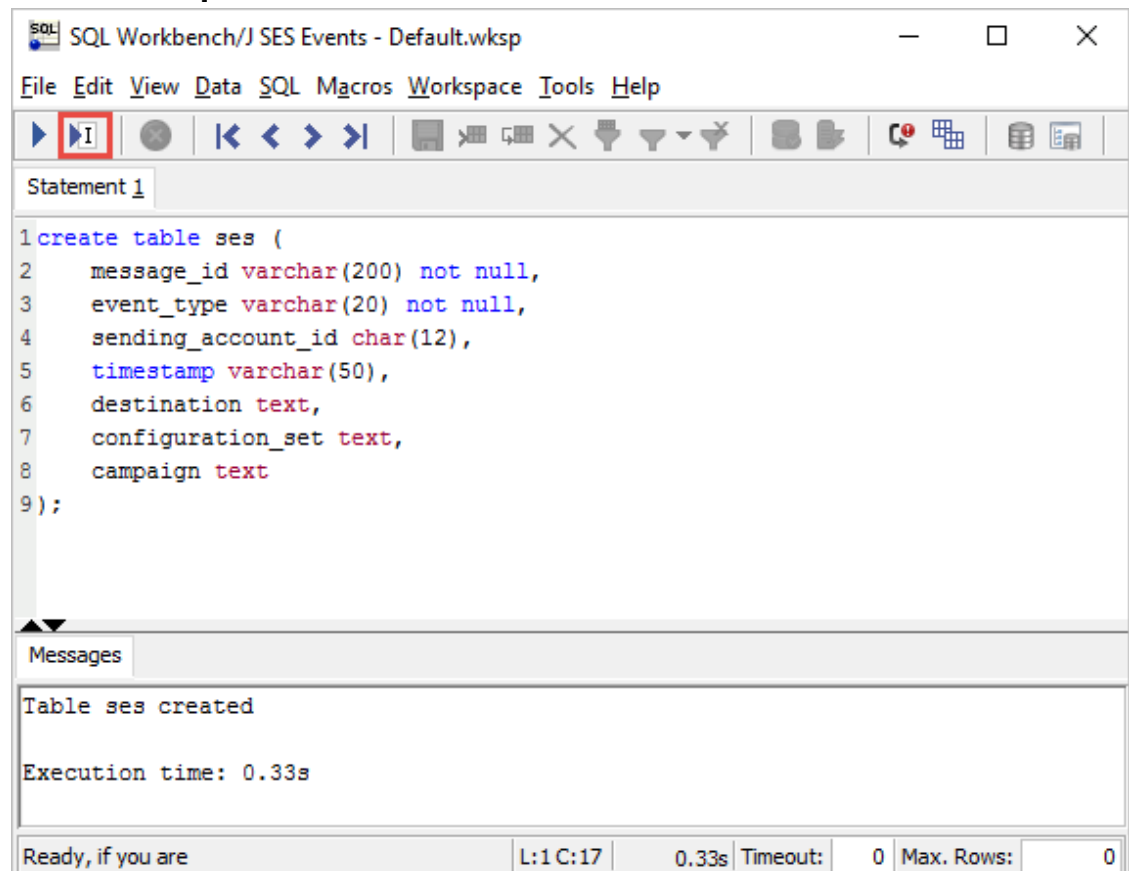 SQL Workbench/J SES Events - Default.wksp
File Edit View Data SQL Macros Workspace Tools Help
Statement 1
1 create table ses (
2 message_id varchar(200) not null,
3 event_type varchar(20) not null,
4 sending_account_id char(12),
5 timestamp varchar(50),
6 destination text,
7 configuration_set text,
8 campaign text
9 );
Messages
Table ses created
Execution time: 0.33s
Ready, if you are L:1 C:17 0.33s Timeout: 0 Max. Rows: 0